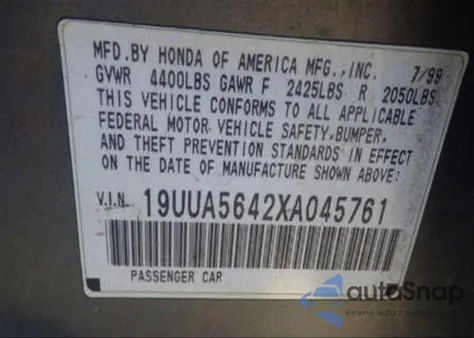 MFD.BY HONDA OF AMERICA MFG.,INC. 7/99
GVWR 4400LBS GAWR F 2425LBS R 2050LBS
THIS VEHICLE CONFORMS TO ALL APPLICABLE
FEDERAL MOTOR VEHICLE SAFETY,BUMPER,
AND THEFT PREVENTION STANDARDS IN EFFECT
ON THE DATE OF MANUFACTURE SHOWN ABOVE.
V.I.N. 19UUA5642XA045761
PASSENGER CAR
autoSnap
Pewne auto z